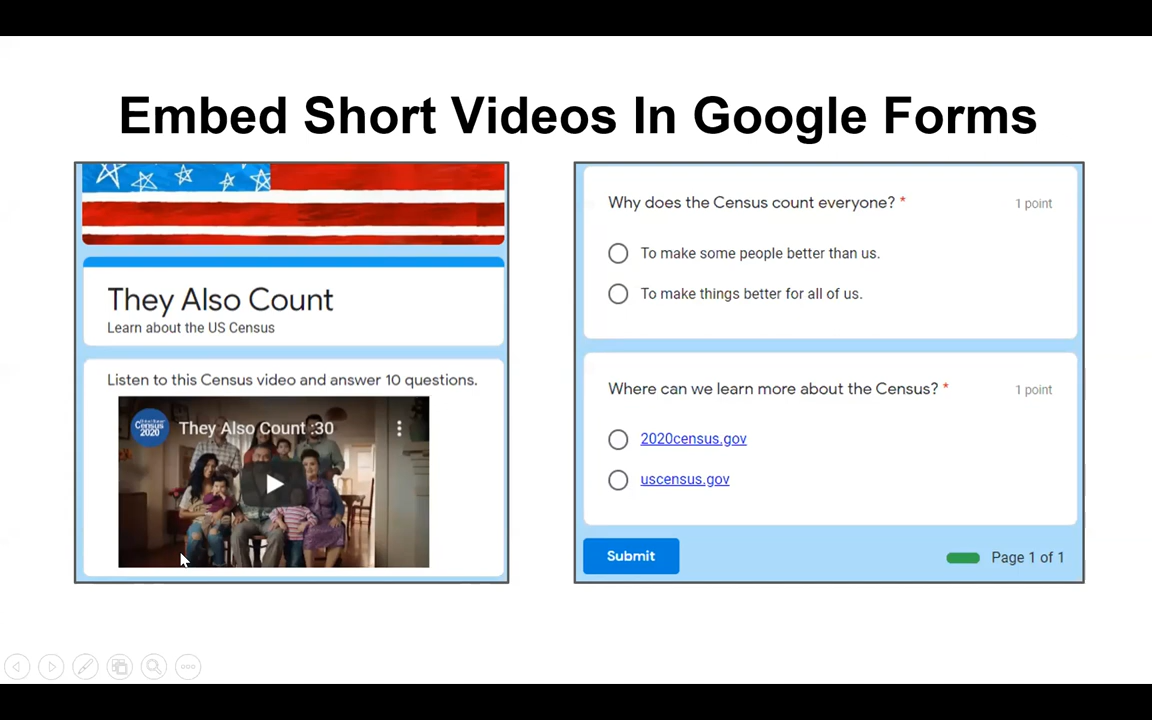 Embed Short Videos In Google Forms
They Also Count
Learn about the US Census
Listen to this Census video and answer 10 questions.
Census
2020
They Also Count :30
Why does the Census count everyone? *
1 point
To make some people better than us.
To make things better for all of us.
Where can we learn more about the Census? *
1 point
2020census.gov
uscensus.gov
Submit
Page 1 of 1